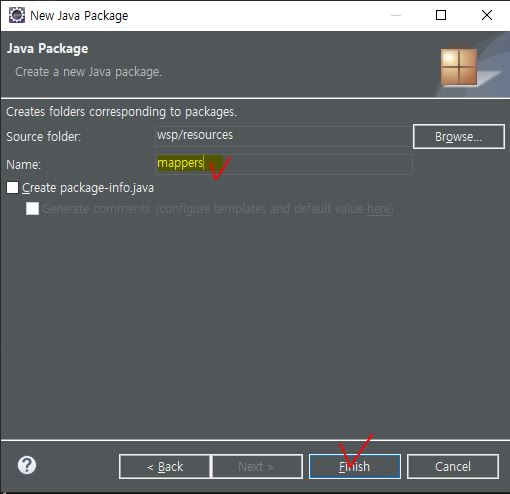 New Java Package
Java Package
Create a new Java package.
Creates folders corresponding to packages.
Source folder: wsp/resources Browse...
Name: mappers
Create package-info.java
Generate comments (configure templates and default value here)
< Back Next > Finish Cancel